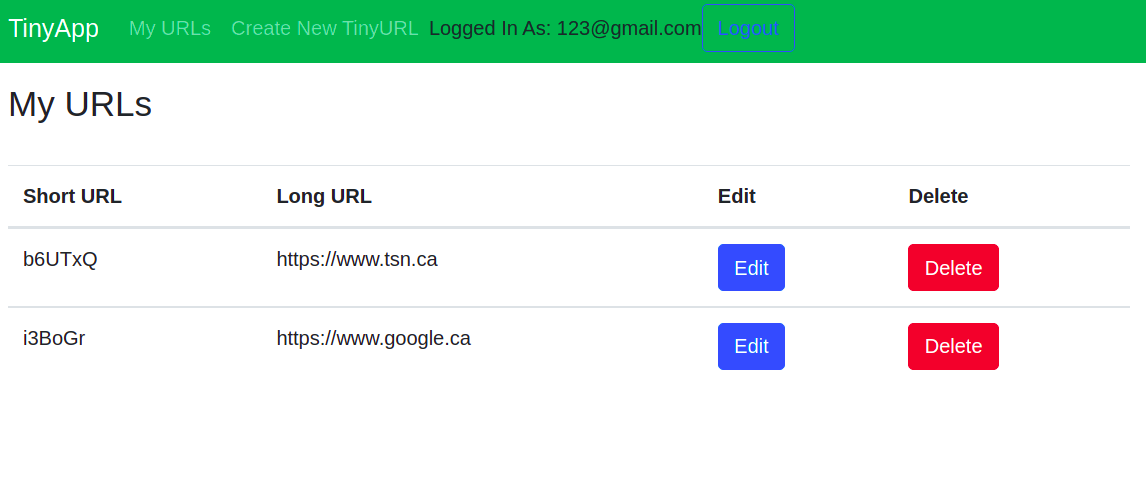 TinyApp My URLs Create New TinyURL Logged In As: 123@gmail.com Logout
My URLs
Short URL Long URL Edit Delete
b6UTxQ https://www.tsn.ca Edit Delete
i3BoGr https://www.google.ca Edit Delete